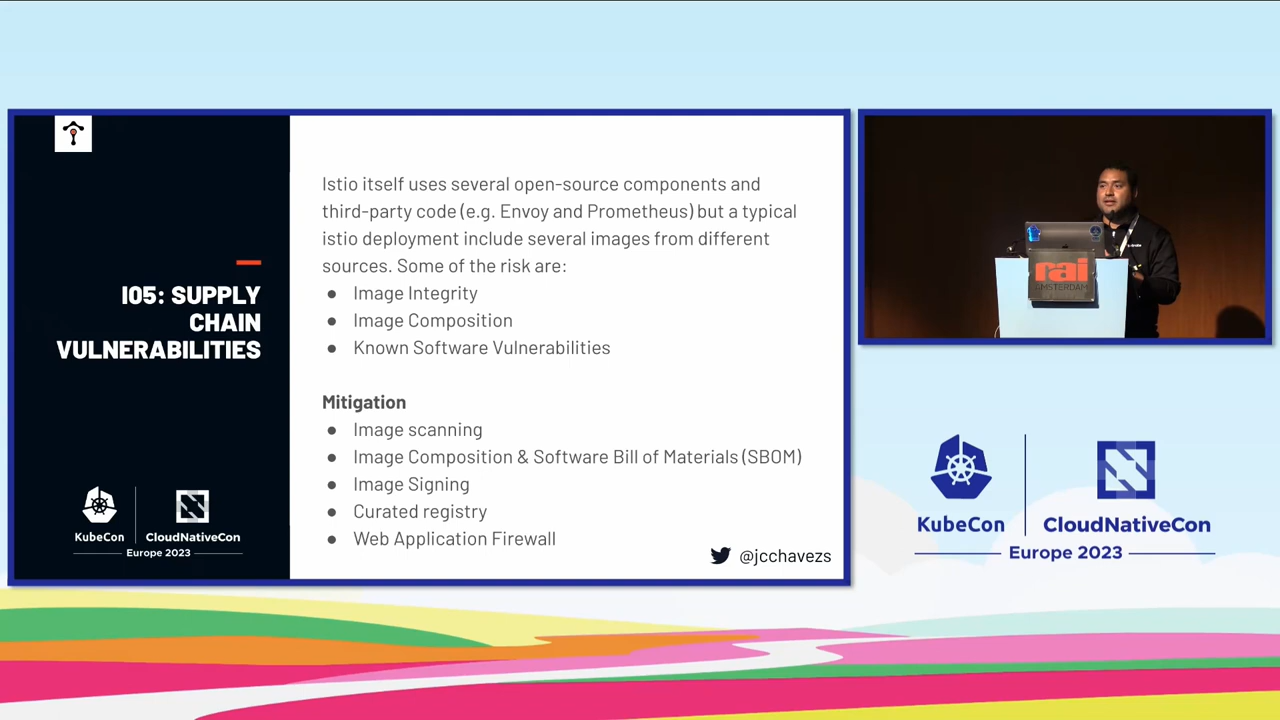 I05: SUPPLY
CHAIN
VULNERABILITIES
KubeCon
CloudNativeCon
Europe 2023
Istio itself uses several open-source components and
third-party code (e.g. Envoy and Prometheus) but a typical
istio deployment include several images from different
sources. Some of the risk are:
● Image Integrity
● Image Composition
● Known Software Vulnerabilities
Mitigation
● Image scanning
● Image Composition & Software Bill of Materials (SBOM)
● Image Signing
● Curated registry
● Web Application Firewall
@jcchavezs
rai
AMSTERDAM
KubeCon
CloudNativeCon
Europe 2023